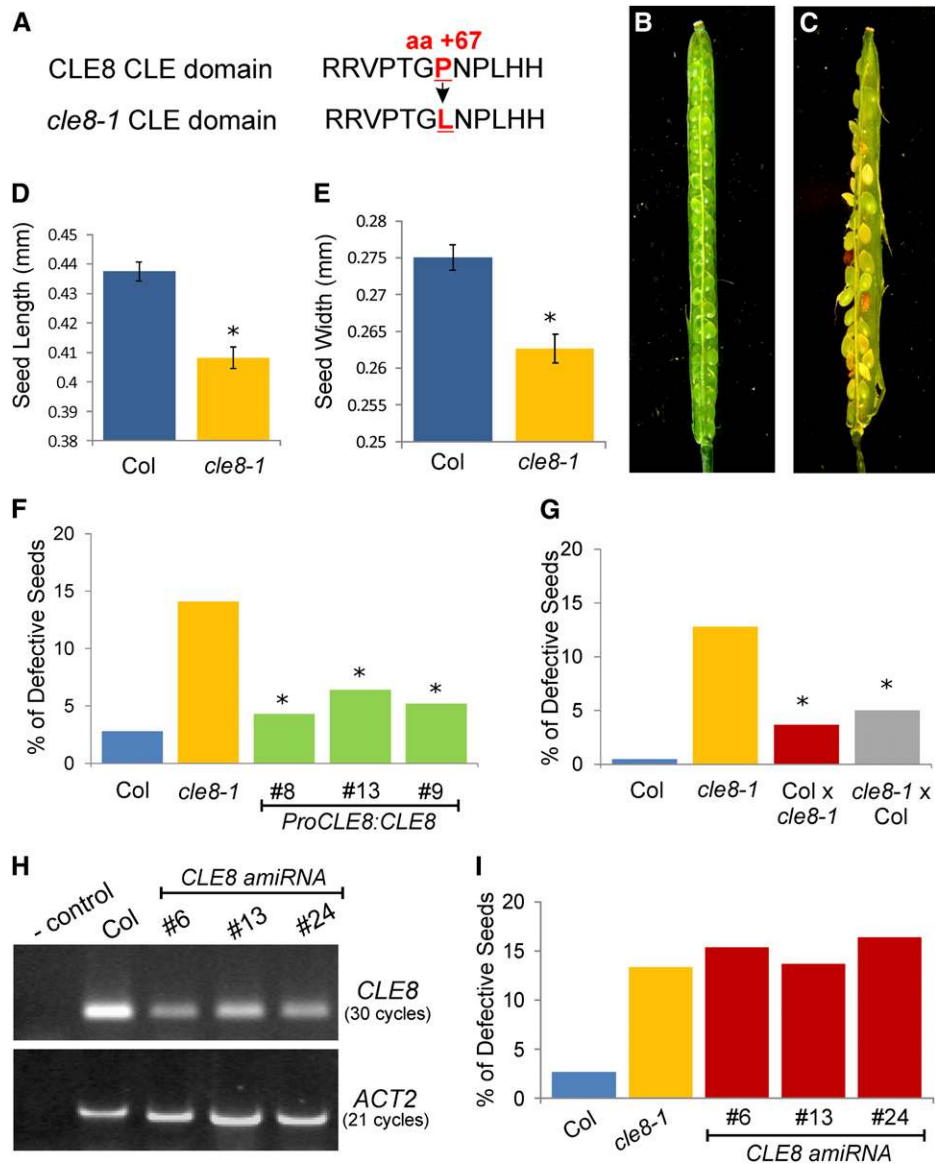 A
aa +67
CLE8 CLE domain RRVPTGPNPLHH
cle8-1 CLE domain RRVPTGLNPLHH
B
C
D
Seed Length (mm)
0.45
0.44
0.43
0.42
0.41
0.4
0.39
0.38
*
Col cle8-1
E
Seed Width (mm)
0.28
0.275
0.27
0.265
0.26
0.255
0.25
*
Col cle8-1
F
% of Defective Seeds
20
15
10
5
0
* * *
Col cle8-1 #8 #13 #9
ProCLE8:CLE8
G
% of Defective Seeds
20
15
10
5
0
* *
Col cle8-1 Col x cle8-1 cle8-1 x Col
H
CLE8 amiRNA
- control Col #6 #13 #24
CLE8
(30 cycles)
ACT2
(21 cycles)
I
% of Defective Seeds
20
15
10
5
0
Col cle8-1 #6 #13 #24
CLE8 amiRNA